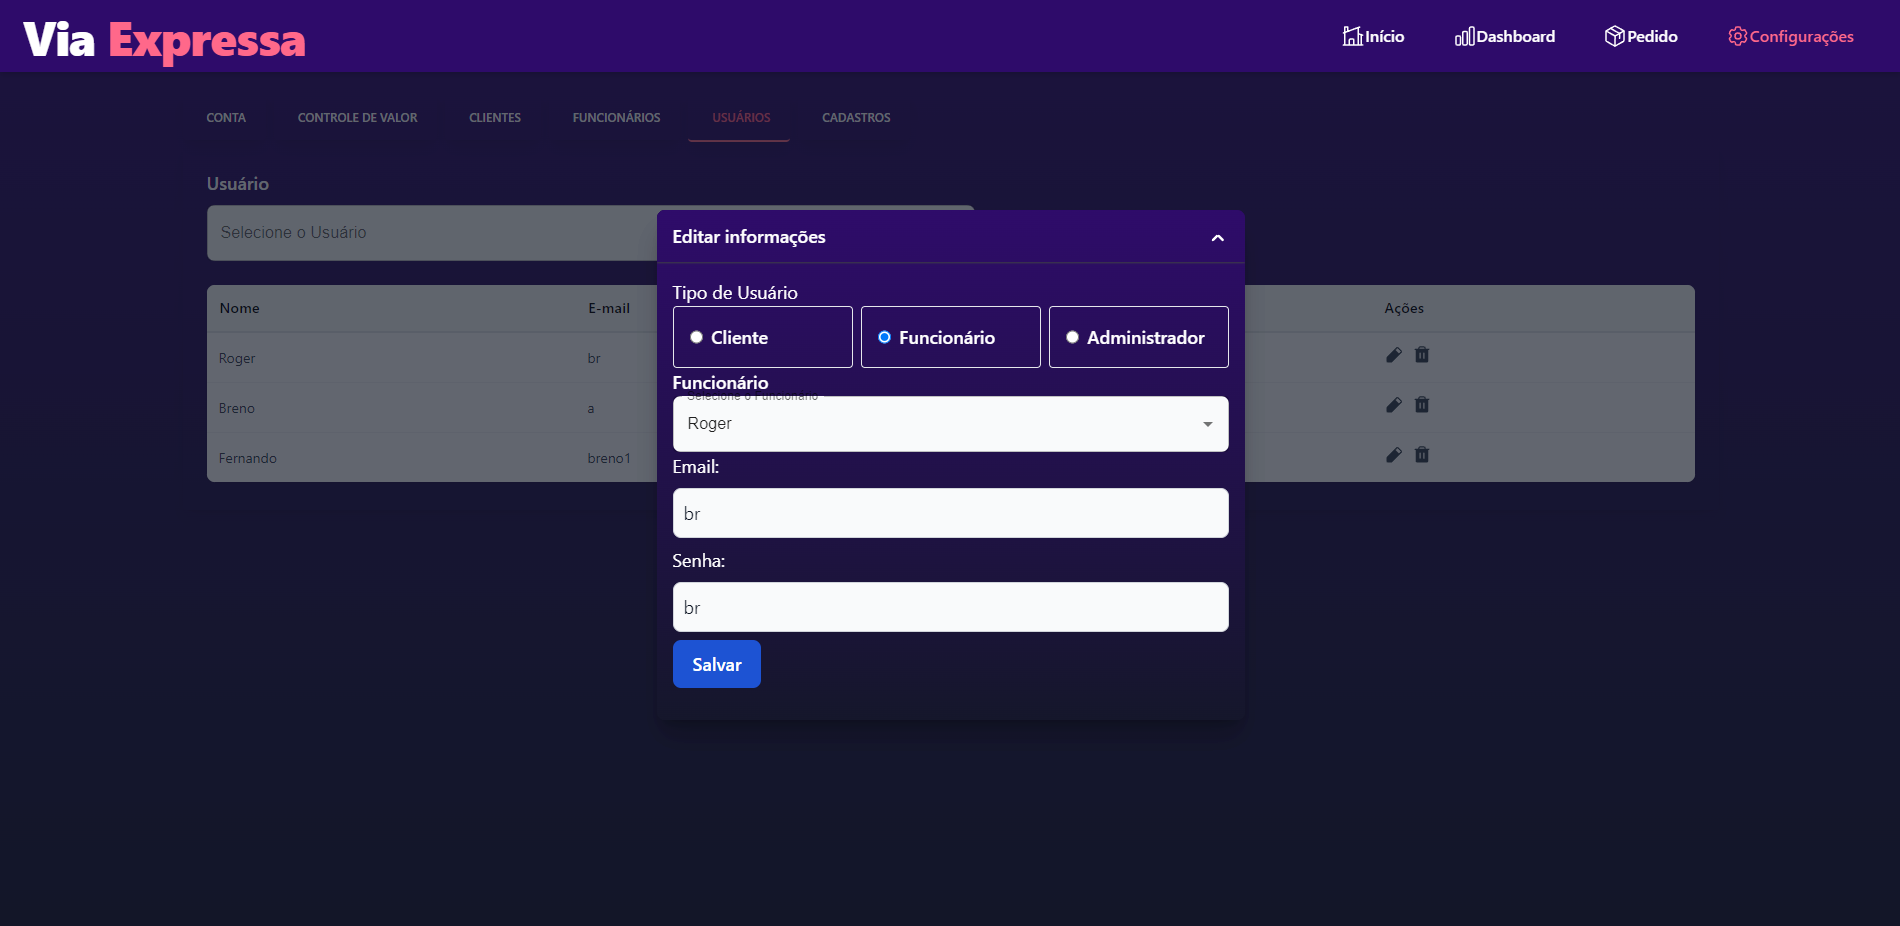 Via Expressa
Início Dashboard Pedido Configurações
CONTA CONTROLE DE VALOR CLIENTES FUNCIONÁRIOS USUÁRIOS CADASTROS
Usuário
Selecione o Usuário
Nome E-mail Ações
Roger br
Breno a
Fernando breno1
Editar informações
Tipo de Usuário
Cliente Funcionário Administrador
Funcionário
Selecione o Funcionário
Roger
Email:
br
Senha:
br
Salvar